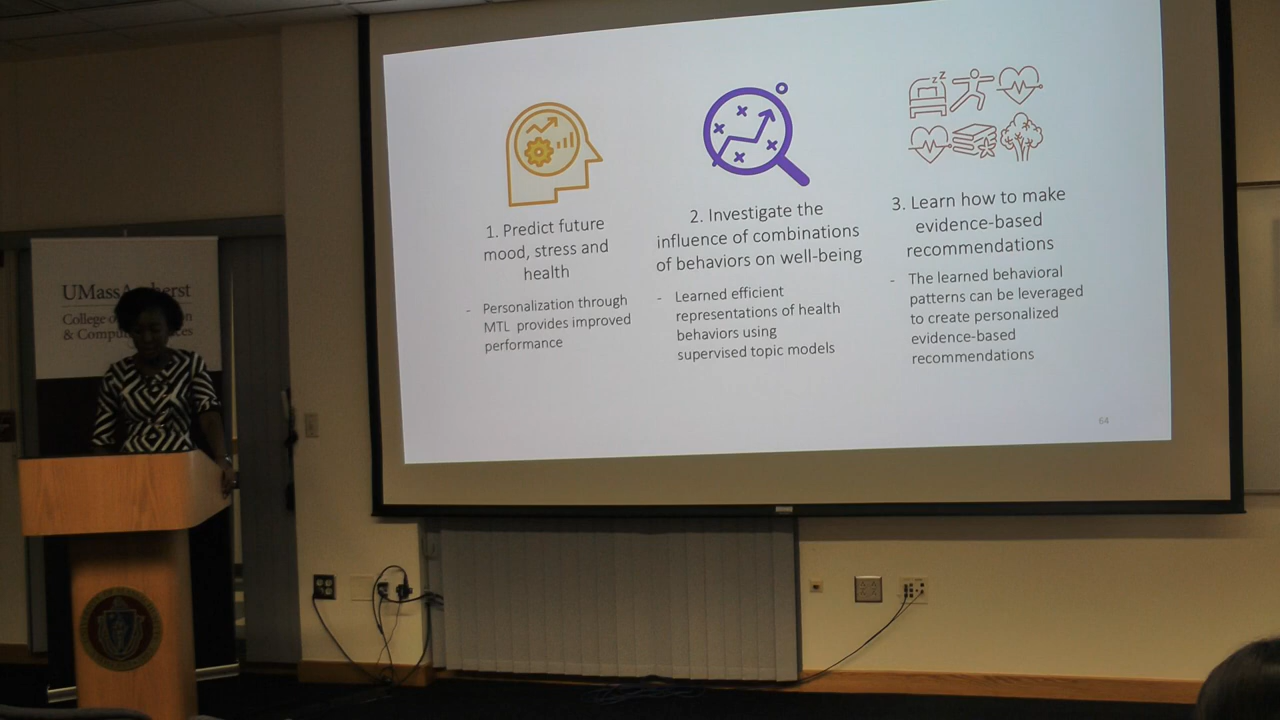 1. Predict future
mood, stress and
health
- Personalization through
MTL provides improved
performance
2. Investigate the
influence of combinations
of behaviors on well-being
- Learned efficient
representations of health
behaviors using
supervised topic models
3. Learn how to make
evidence-based
recommendations
- The learned behavioral
patterns can be leveraged
to create personalized
evidence-based
recommendations
64
UMass
College
&